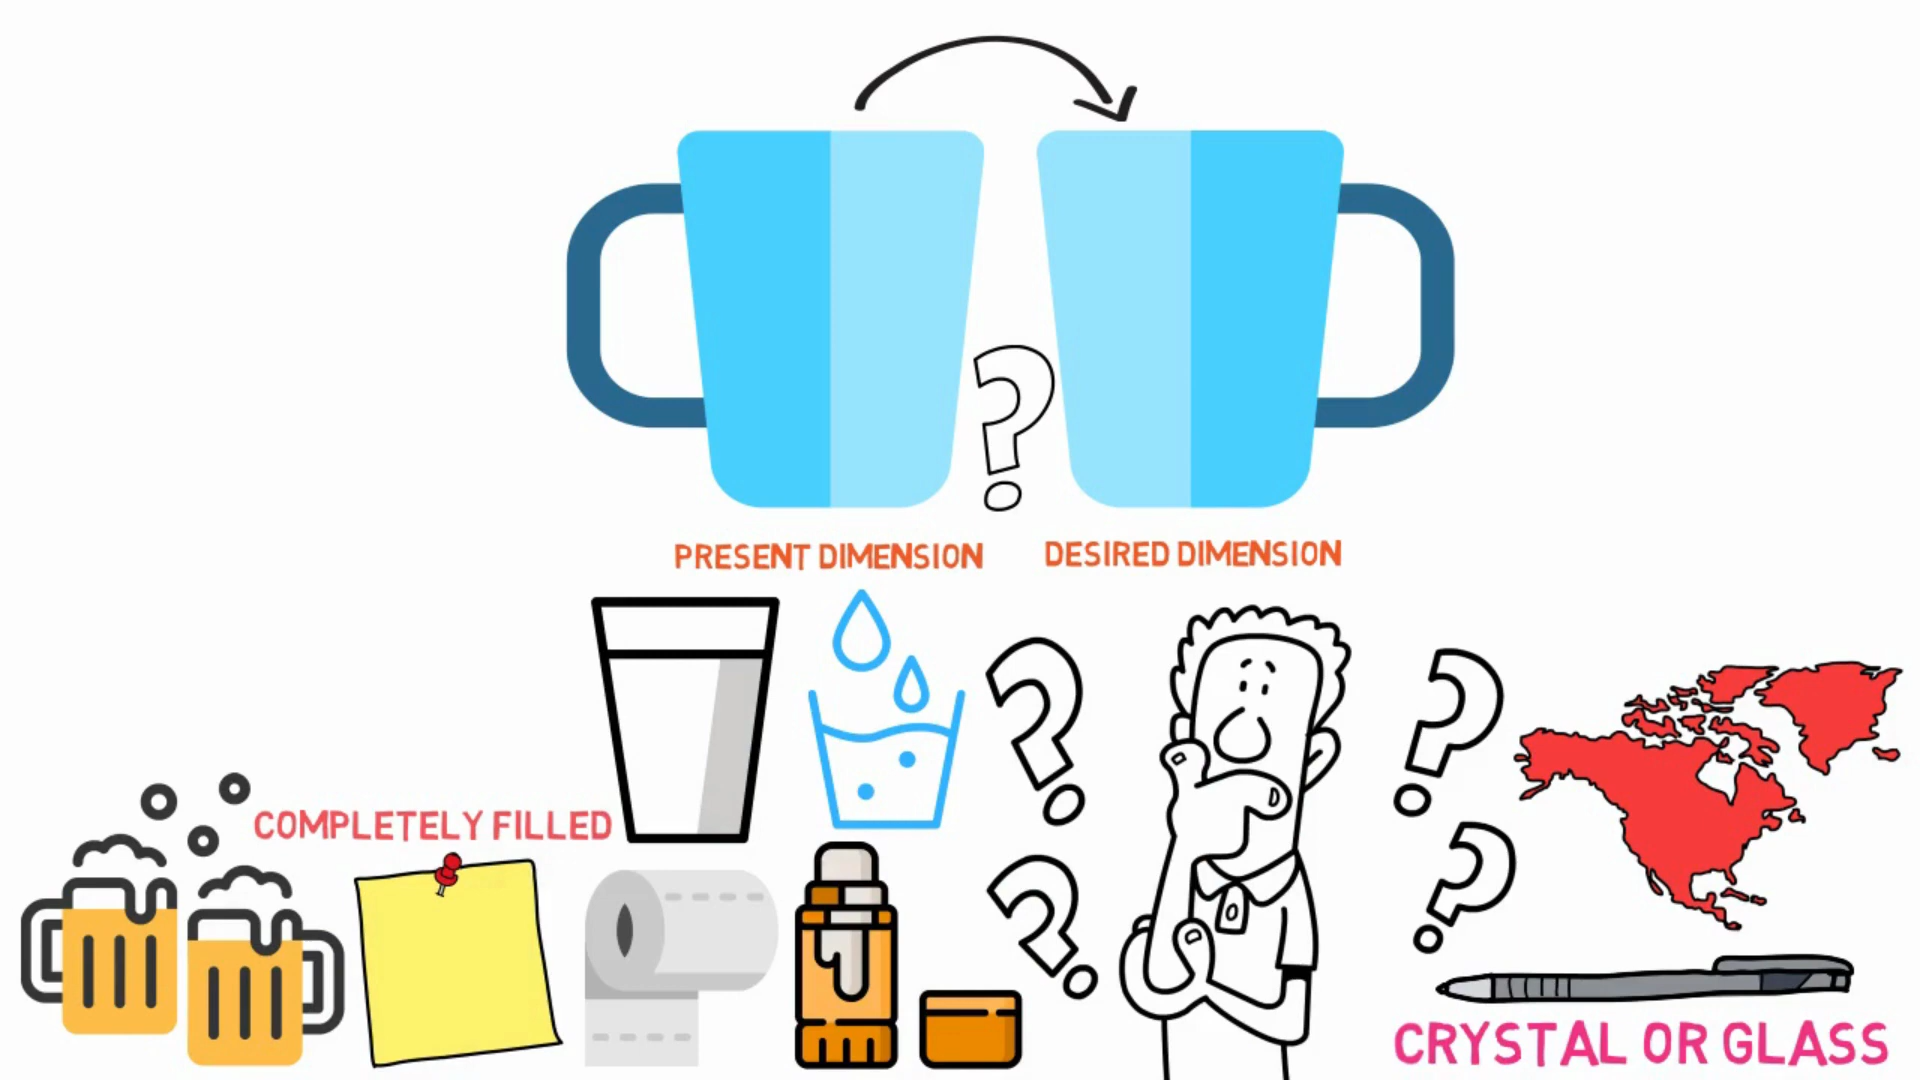 PRESENT DIMENSION
DESIRED DIMENSION
COMPLETELY FILLED
CRYSTAL OR GLASS